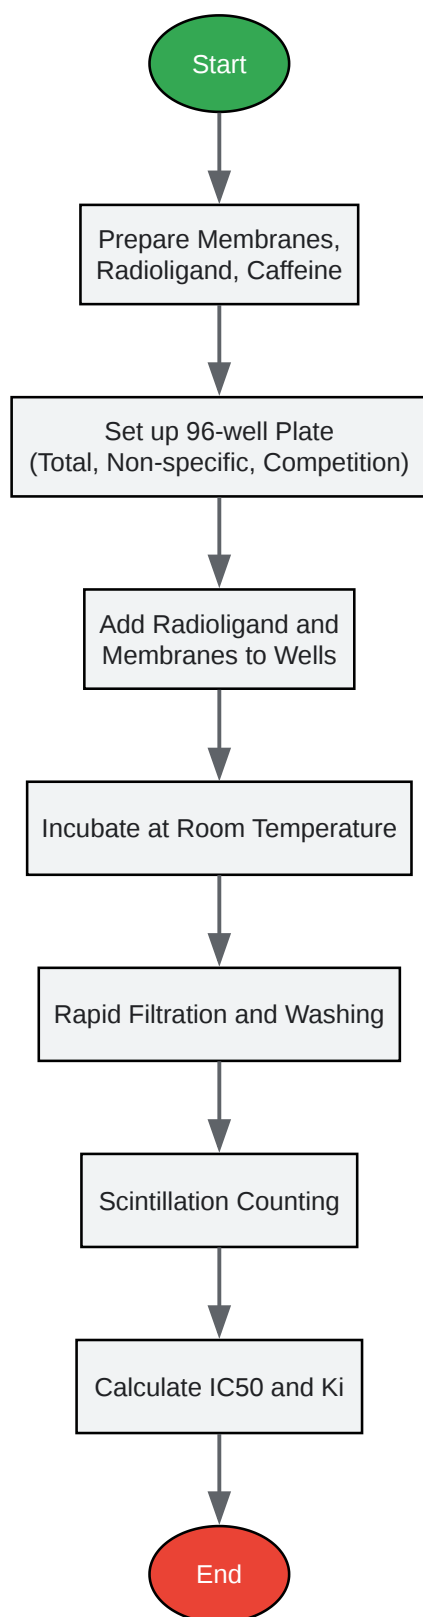 Start
Prepare Membranes,
Radioligand, Caffeine
Set up 96-well Plate
(Total, Non-specific, Competition)
Add Radioligand and
Membranes to Wells
Incubate at Room Temperature
Rapid Filtration and Washing
Scintillation Counting
Calculate IC50 and Ki
End